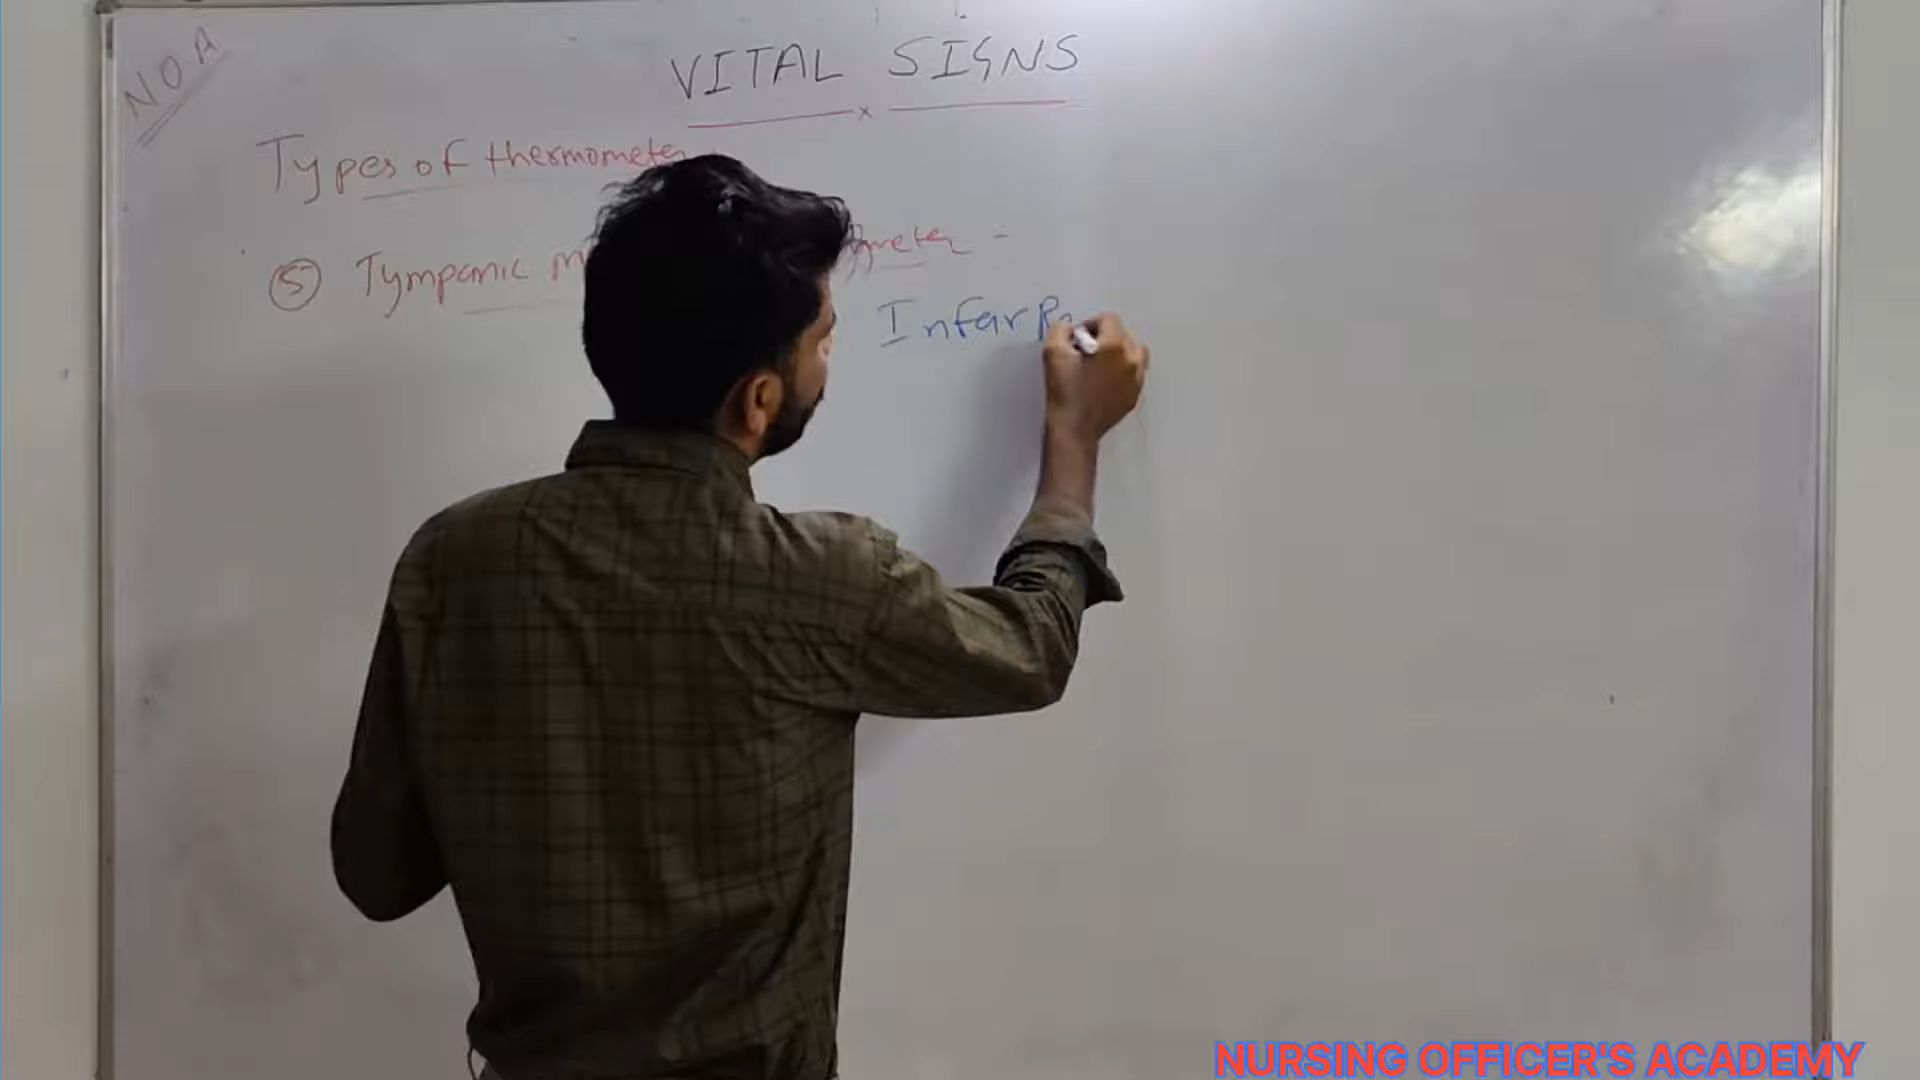 NOA
VITAL SIGNS
x
Types of thermometer
⑤ Tympanic -
Infar
NURSING OFFICER'S ACADEMY